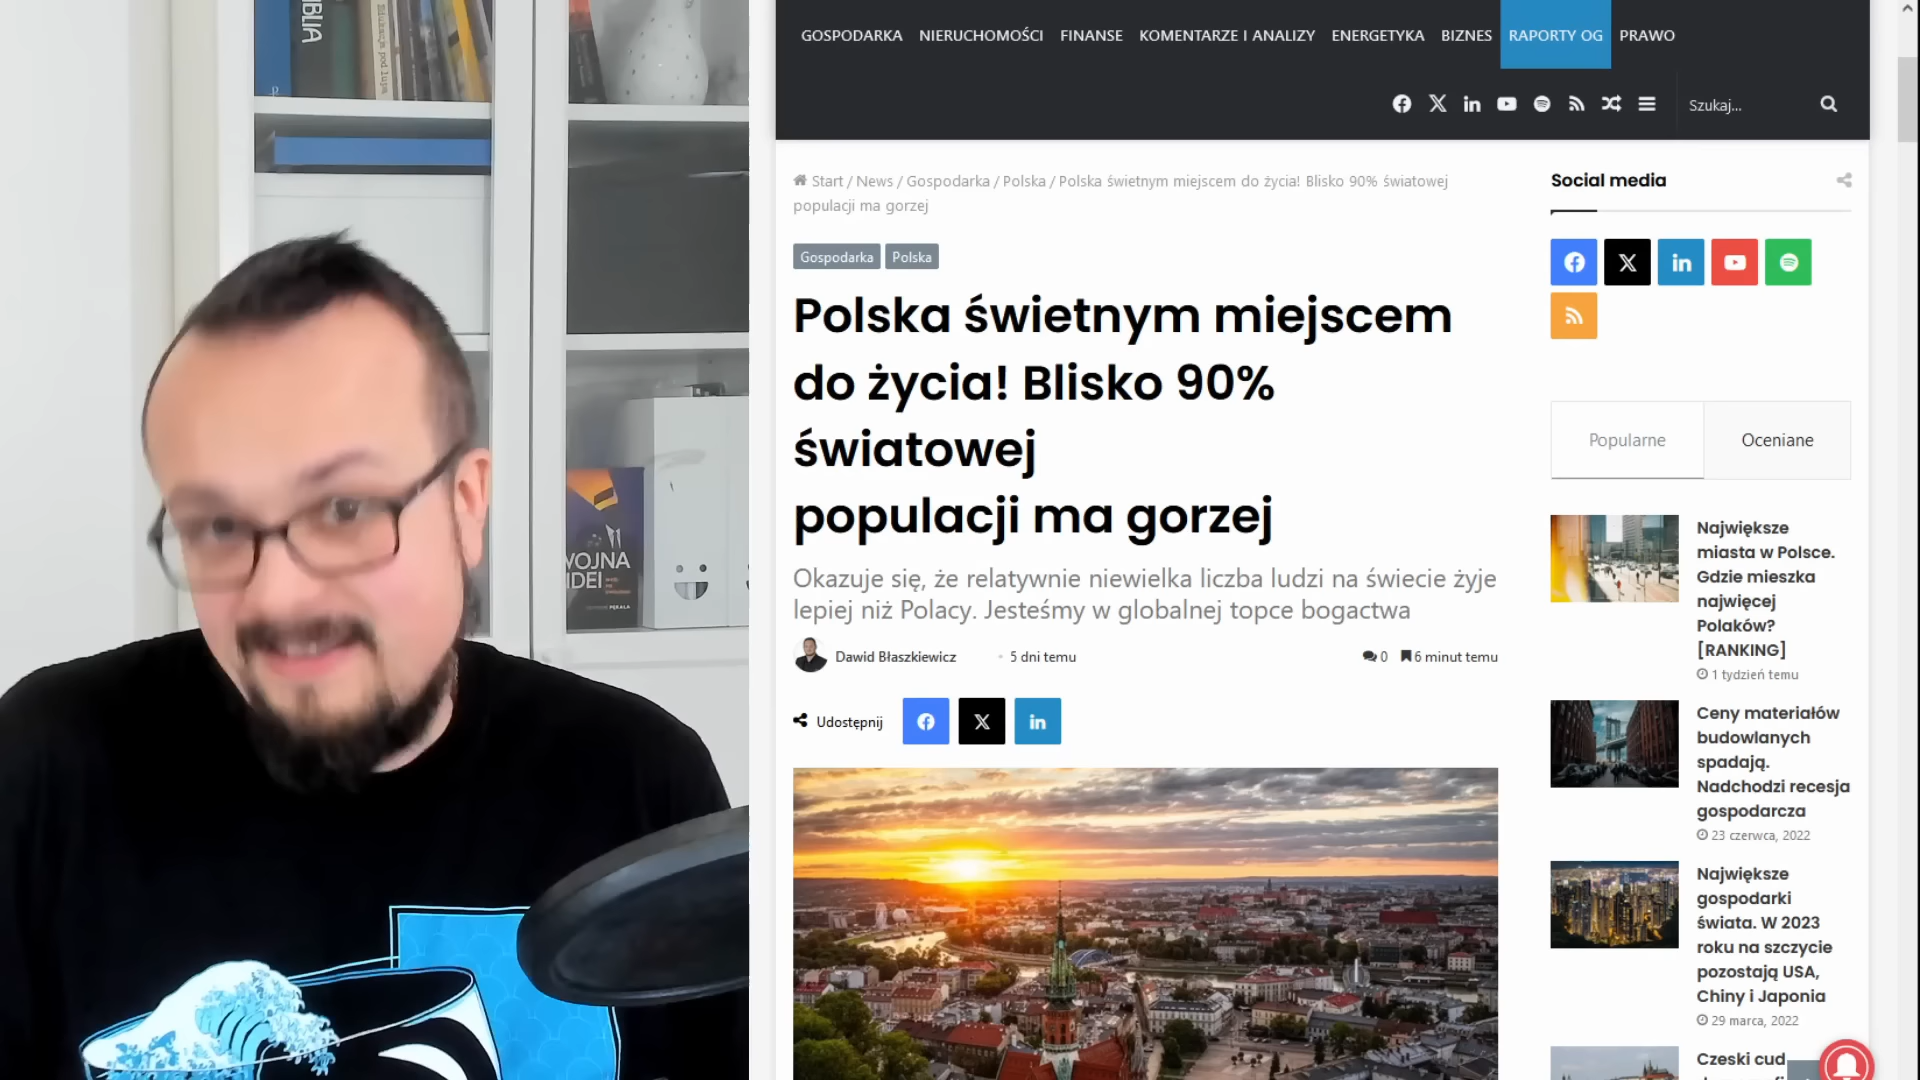 BIBLIA
Edukacja pod lupą
WOJNA
IDEI
GOSPODARKA
NIERUCHOMOŚCI
FINANSE
KOMENTARZE I ANALIZY
ENERGETYKA
BIZNES
RAPORTY OG
PRAWO
Szukaj...
Start / News / Gospodarka / Polska / Polska świetnym miejscem do życia! Blisko 90% światowej
populacji ma gorzej
Gospodarka
Polska
Polska świetnym miejscem
do życia! Blisko 90%
światowej
populacji ma gorzej
Okazuje się, że relatywnie niewielka liczba ludzi na świecie żyje
lepiej niż Polacy. Jesteśmy w globalnej topce bogactwa
Dawid Błaszkiewicz
5 dni temu
0
6 minut temu
Udostępnij
Social media
Popularne
Oceniane
Największe
miasta w Polsce.
Gdzie mieszka
najwięcej
Polaków?
[RANKING]
1 tydzień temu
Ceny materiałów
budowlanych
spadają.
Nadchodzi recesja
gospodarcza
23 czerwca, 2022
Największe
gospodarki
świata. W 2023
roku na szczycie
pozostają USA,
Chiny i Japonia
29 marca, 2022
Czeski cud